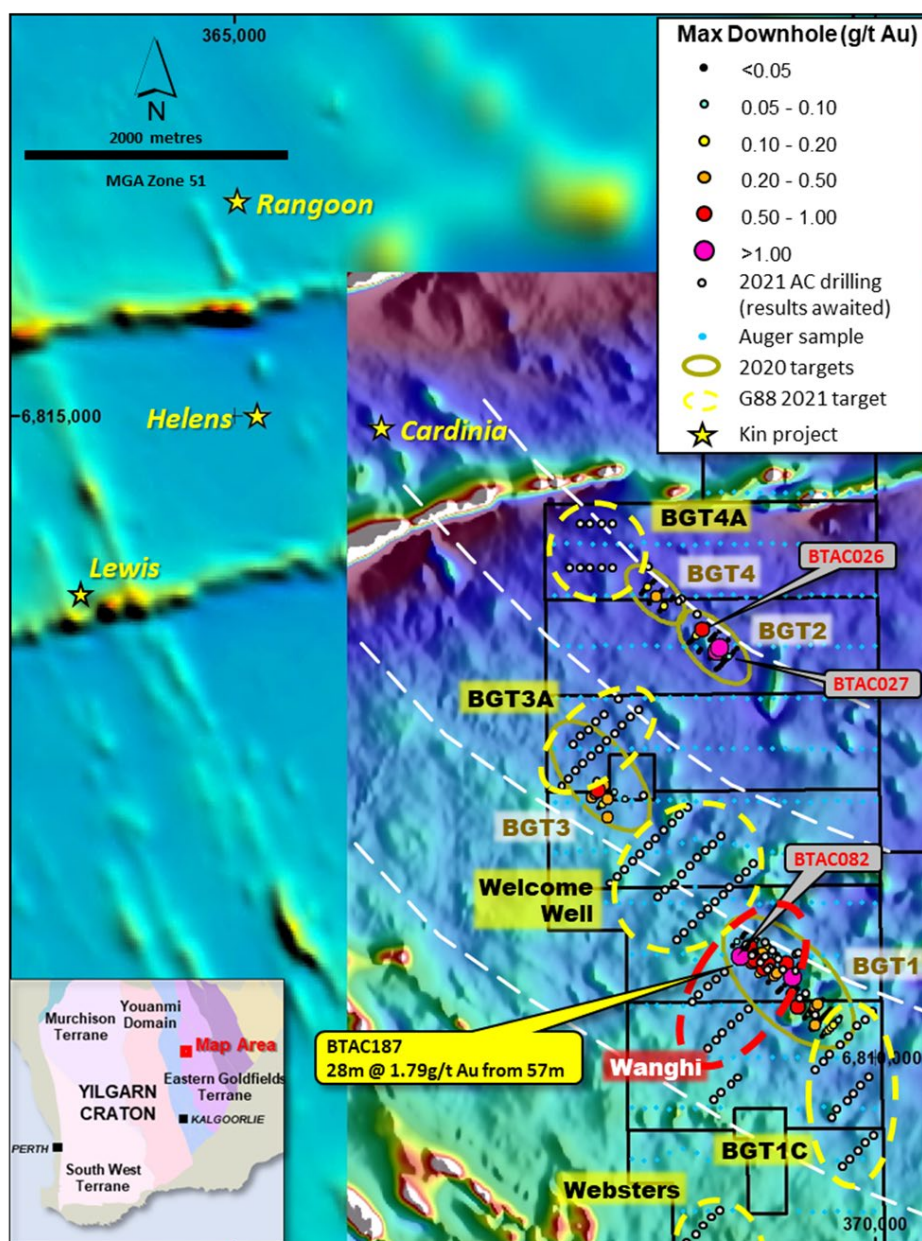 365,000
N
2000 metres
MGA Zone 51
Rangoon
Max Downhole (g/t Au)
<0.05
0.05 - 0.10
0.10 - 0.20
0.20 - 0.50
0.50 - 1.00
>1.00
2021 AC drilling
(results awaited)
Auger sample
2020 targets
G88 2021 target
Kin project
6,815,000
Helens
Cardinia
Lewis
BGT4A
BGT4
BTAC026
BGT2
BTAC027
BGT3A
BGT3
BTAC082
Welcome
Well
BGT1
BTAC187
28m @ 1.79g/t Au from 57m
Wanghi
6,810,000
BGT1C
Websters
370,000
Murchison
Terrane
Youanmi
Domain
Map Area
Eastern Goldfields
Terrane
YILGARN
CRATON
KALGOORLIE
PERTH
South West
Terrane